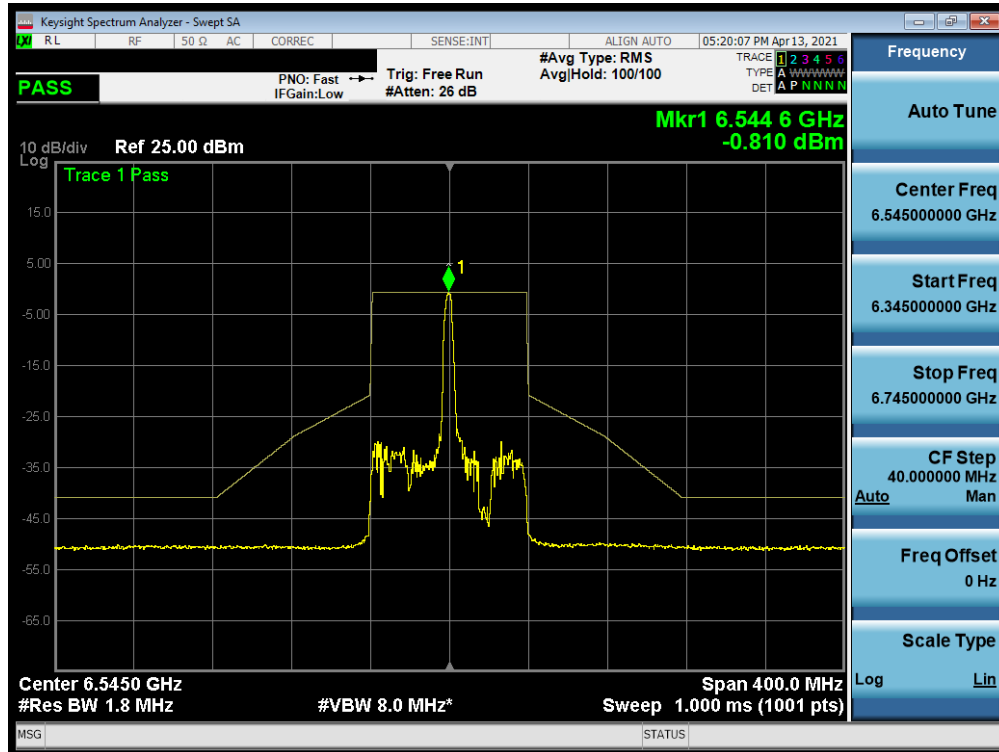 Keysight Spectrum Analyzer - Swept SA
LXI RL RF 50 Ω AC CORREC SENSE:INT ALIGN AUTO 05:20:07 PM Apr 13, 2021
PASS
PNO: Fast
IFGain:Low
Trig: Free Run
#Atten: 26 dB
#Avg Type: RMS
Avg|Hold: 100/100
TRACE 1 2 3 4 5 6
TYPE A WWWWW
DET A P N N N N
Mkr1 6.544 6 GHz
-0.810 dBm
10 dB/div Ref 25.00 dBm
Log
Trace 1 Pass
15.0
5.00
1
-5.00
-15.0
-25.0
-35.0
-45.0
-55.0
-65.0
Center 6.5450 GHz Span 400.0 MHz
#Res BW 1.8 MHz #VBW 8.0 MHz* Sweep 1.000 ms (1001 pts)
MSG STATUS
Frequency
Auto Tune
Center Freq
6.545000000 GHz
Start Freq
6.345000000 GHz
Stop Freq
6.745000000 GHz
CF Step
40.000000 MHz
Auto Man
Freq Offset
0 Hz
Scale Type
Log Lin